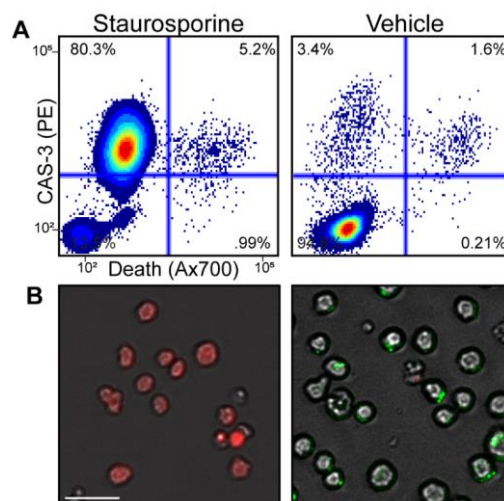 A Staurosporine Vehicle
10⁵ 80.3% 5.2% 3.4% 1.6%
CAS-3 (PE)
10² .99% 0.21%
10² Death (Ax700) 10⁵
B